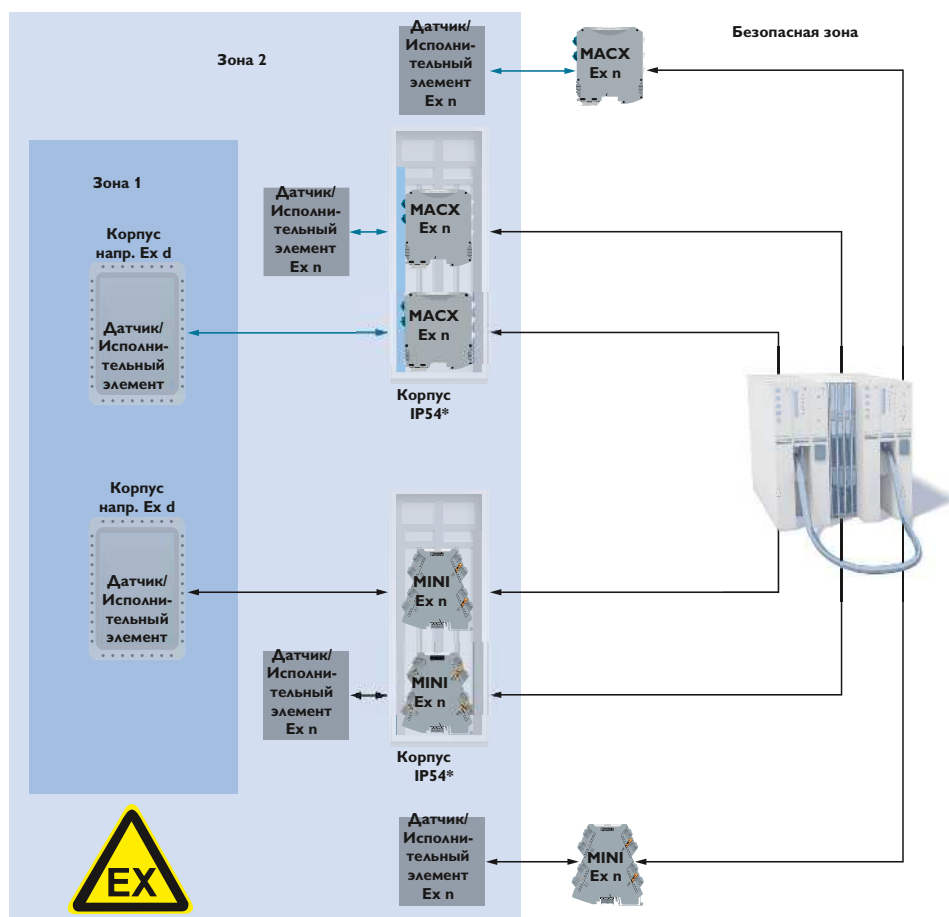 Зона 2
Безопасная зона
Датчик/
Исполни-
тельный
элемент
Ex n
MACX
Ex n
Зона 1
Датчик/
Исполни-
тельный
элемент
Ex n
MACX
Ex n
Корпус
напр. Ex d
Датчик/
Исполни-
тельный
элемент
MACX
Ex n
Корпус
IP54*
Корпус
напр. Ex d
Датчик/
Исполни-
тельный
элемент
MINI
Ex n
Датчик/
Исполни-
тельный
элемент
Ex n
MINI
Ex n
Корпус
IP54*
Датчик/
Исполни-
тельный
элемент
Ex n
MINI
Ex n
EX